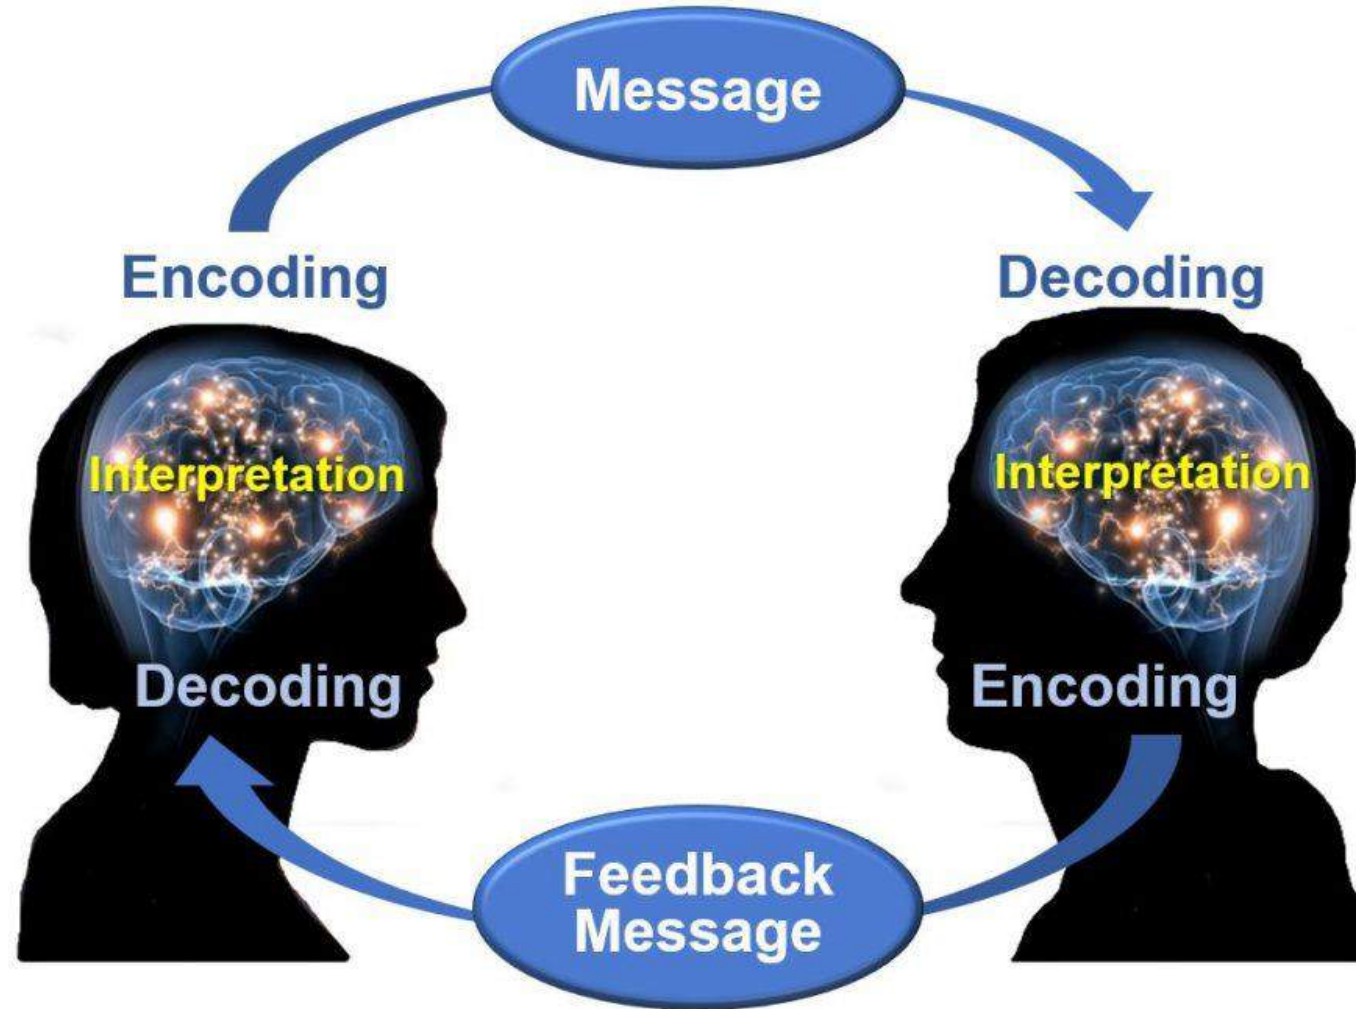 Message
Encoding
Decoding
Interpretation
Interpretation
Decoding
Encoding
Feedback
Message